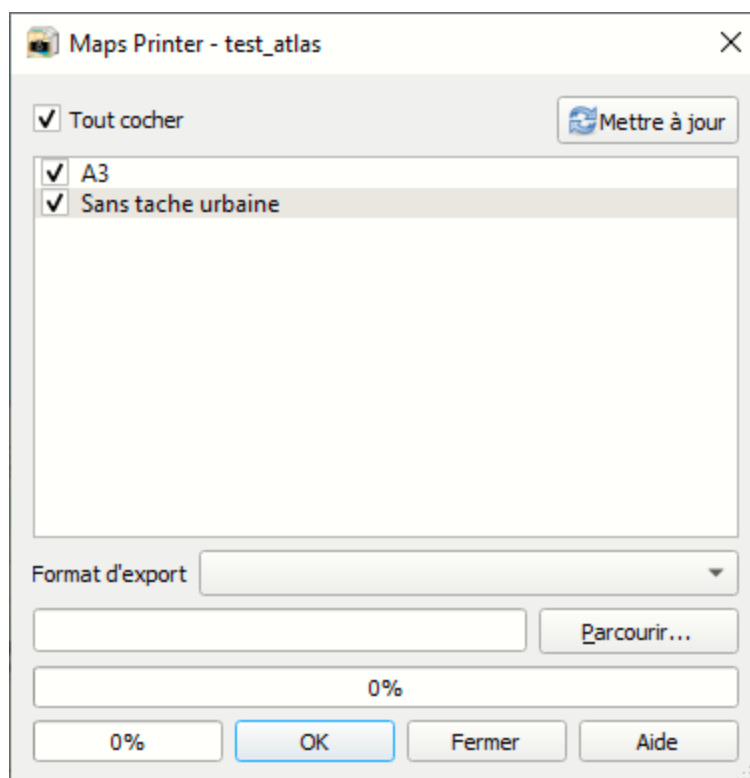 Maps Printer - test_atlas
Tout cocher
Mettre à jour
A3
Sans tache urbaine
Format d'export
Parcourir...
0%
0%
OK
Fermer
Aide